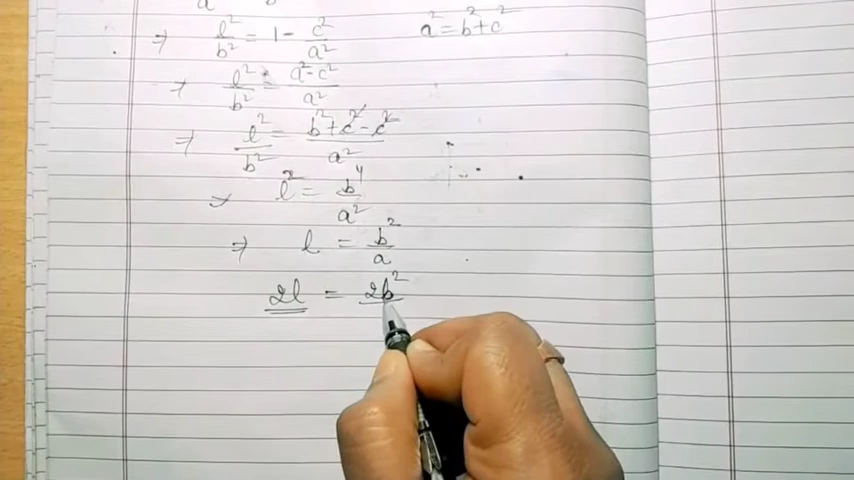 ⇒ l²/b² = 1 - c²/a² a² = b² + c²
⇒ l²/b² = a² - c²/a²
⇒ l²/b² = b² + c² - c²/a²
⇒ l² = b⁴/a²
⇒ l = b²/a
2l = 2b²